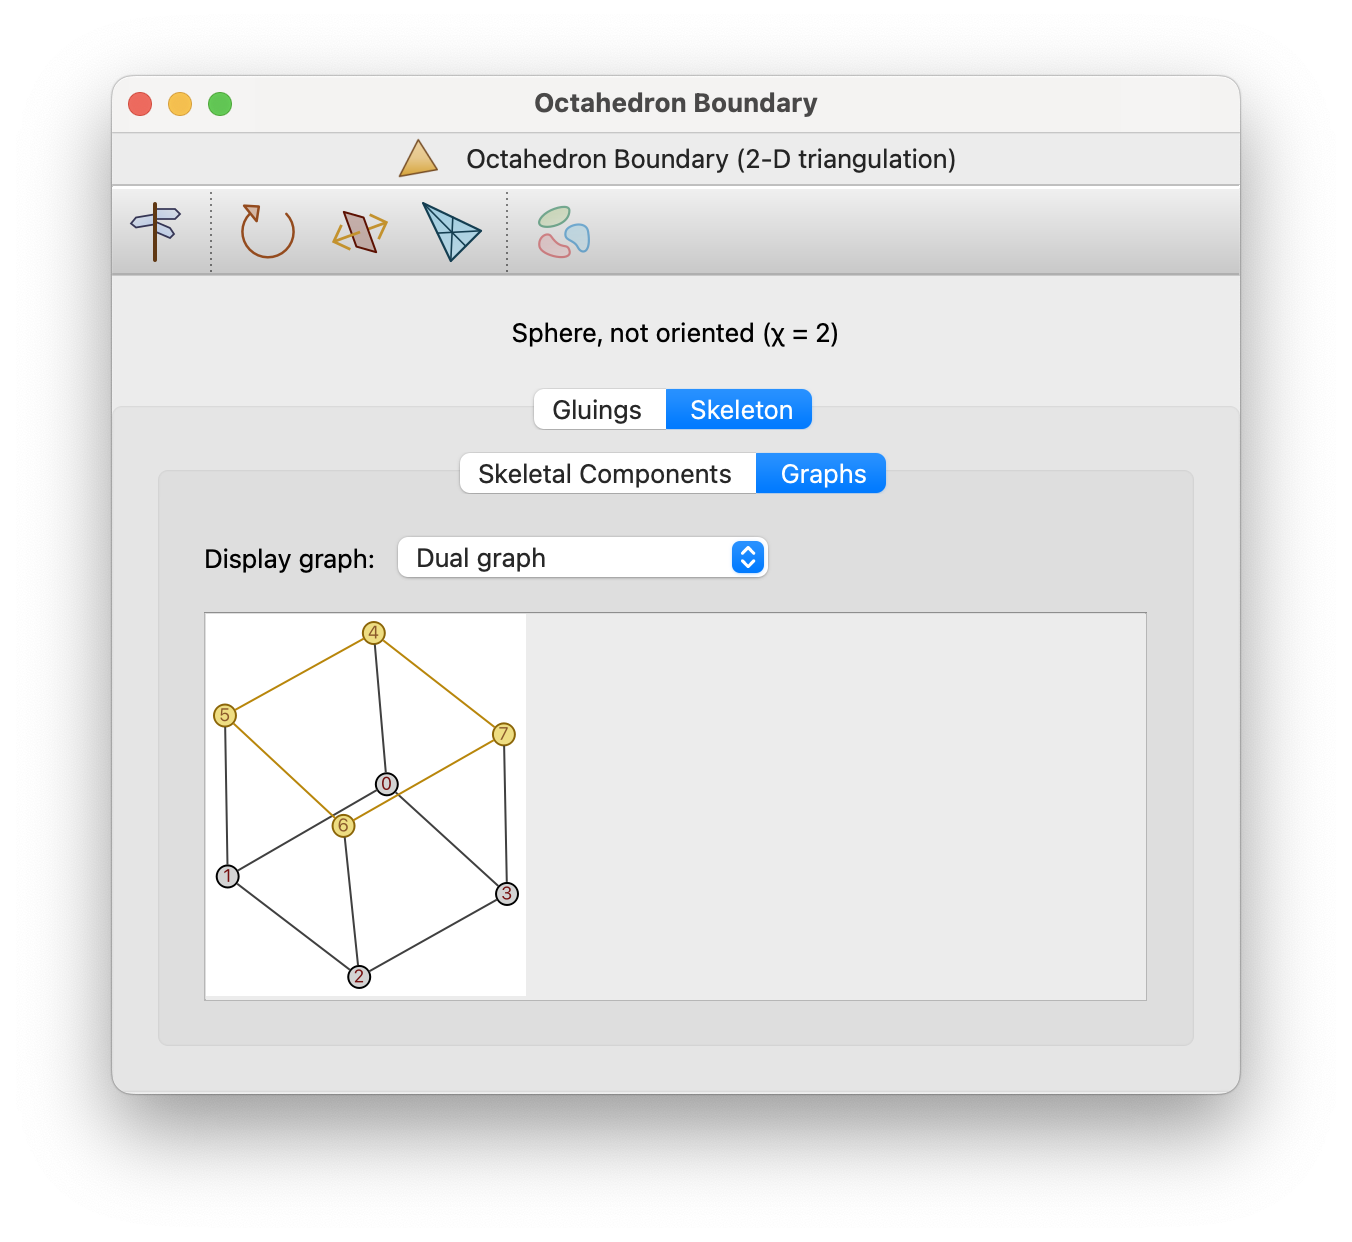 Octahedron Boundary
Octahedron Boundary (2-D triangulation)
Sphere, not oriented (χ = 2)
Gluings Skeleton
Skeletal Components Graphs
Display graph: Dual graph
4
5
7
0
6
1
3
2